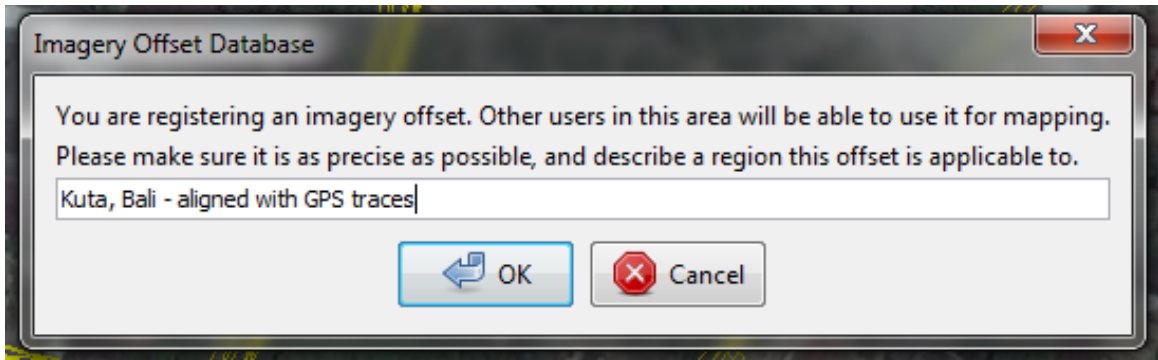 Imagery Offset Database
You are registering an imagery offset. Other users in this area will be able to use it for mapping.
Please make sure it is as precise as possible, and describe a region this offset is applicable to.
Kuta, Bali - aligned with GPS traces
OK Cancel